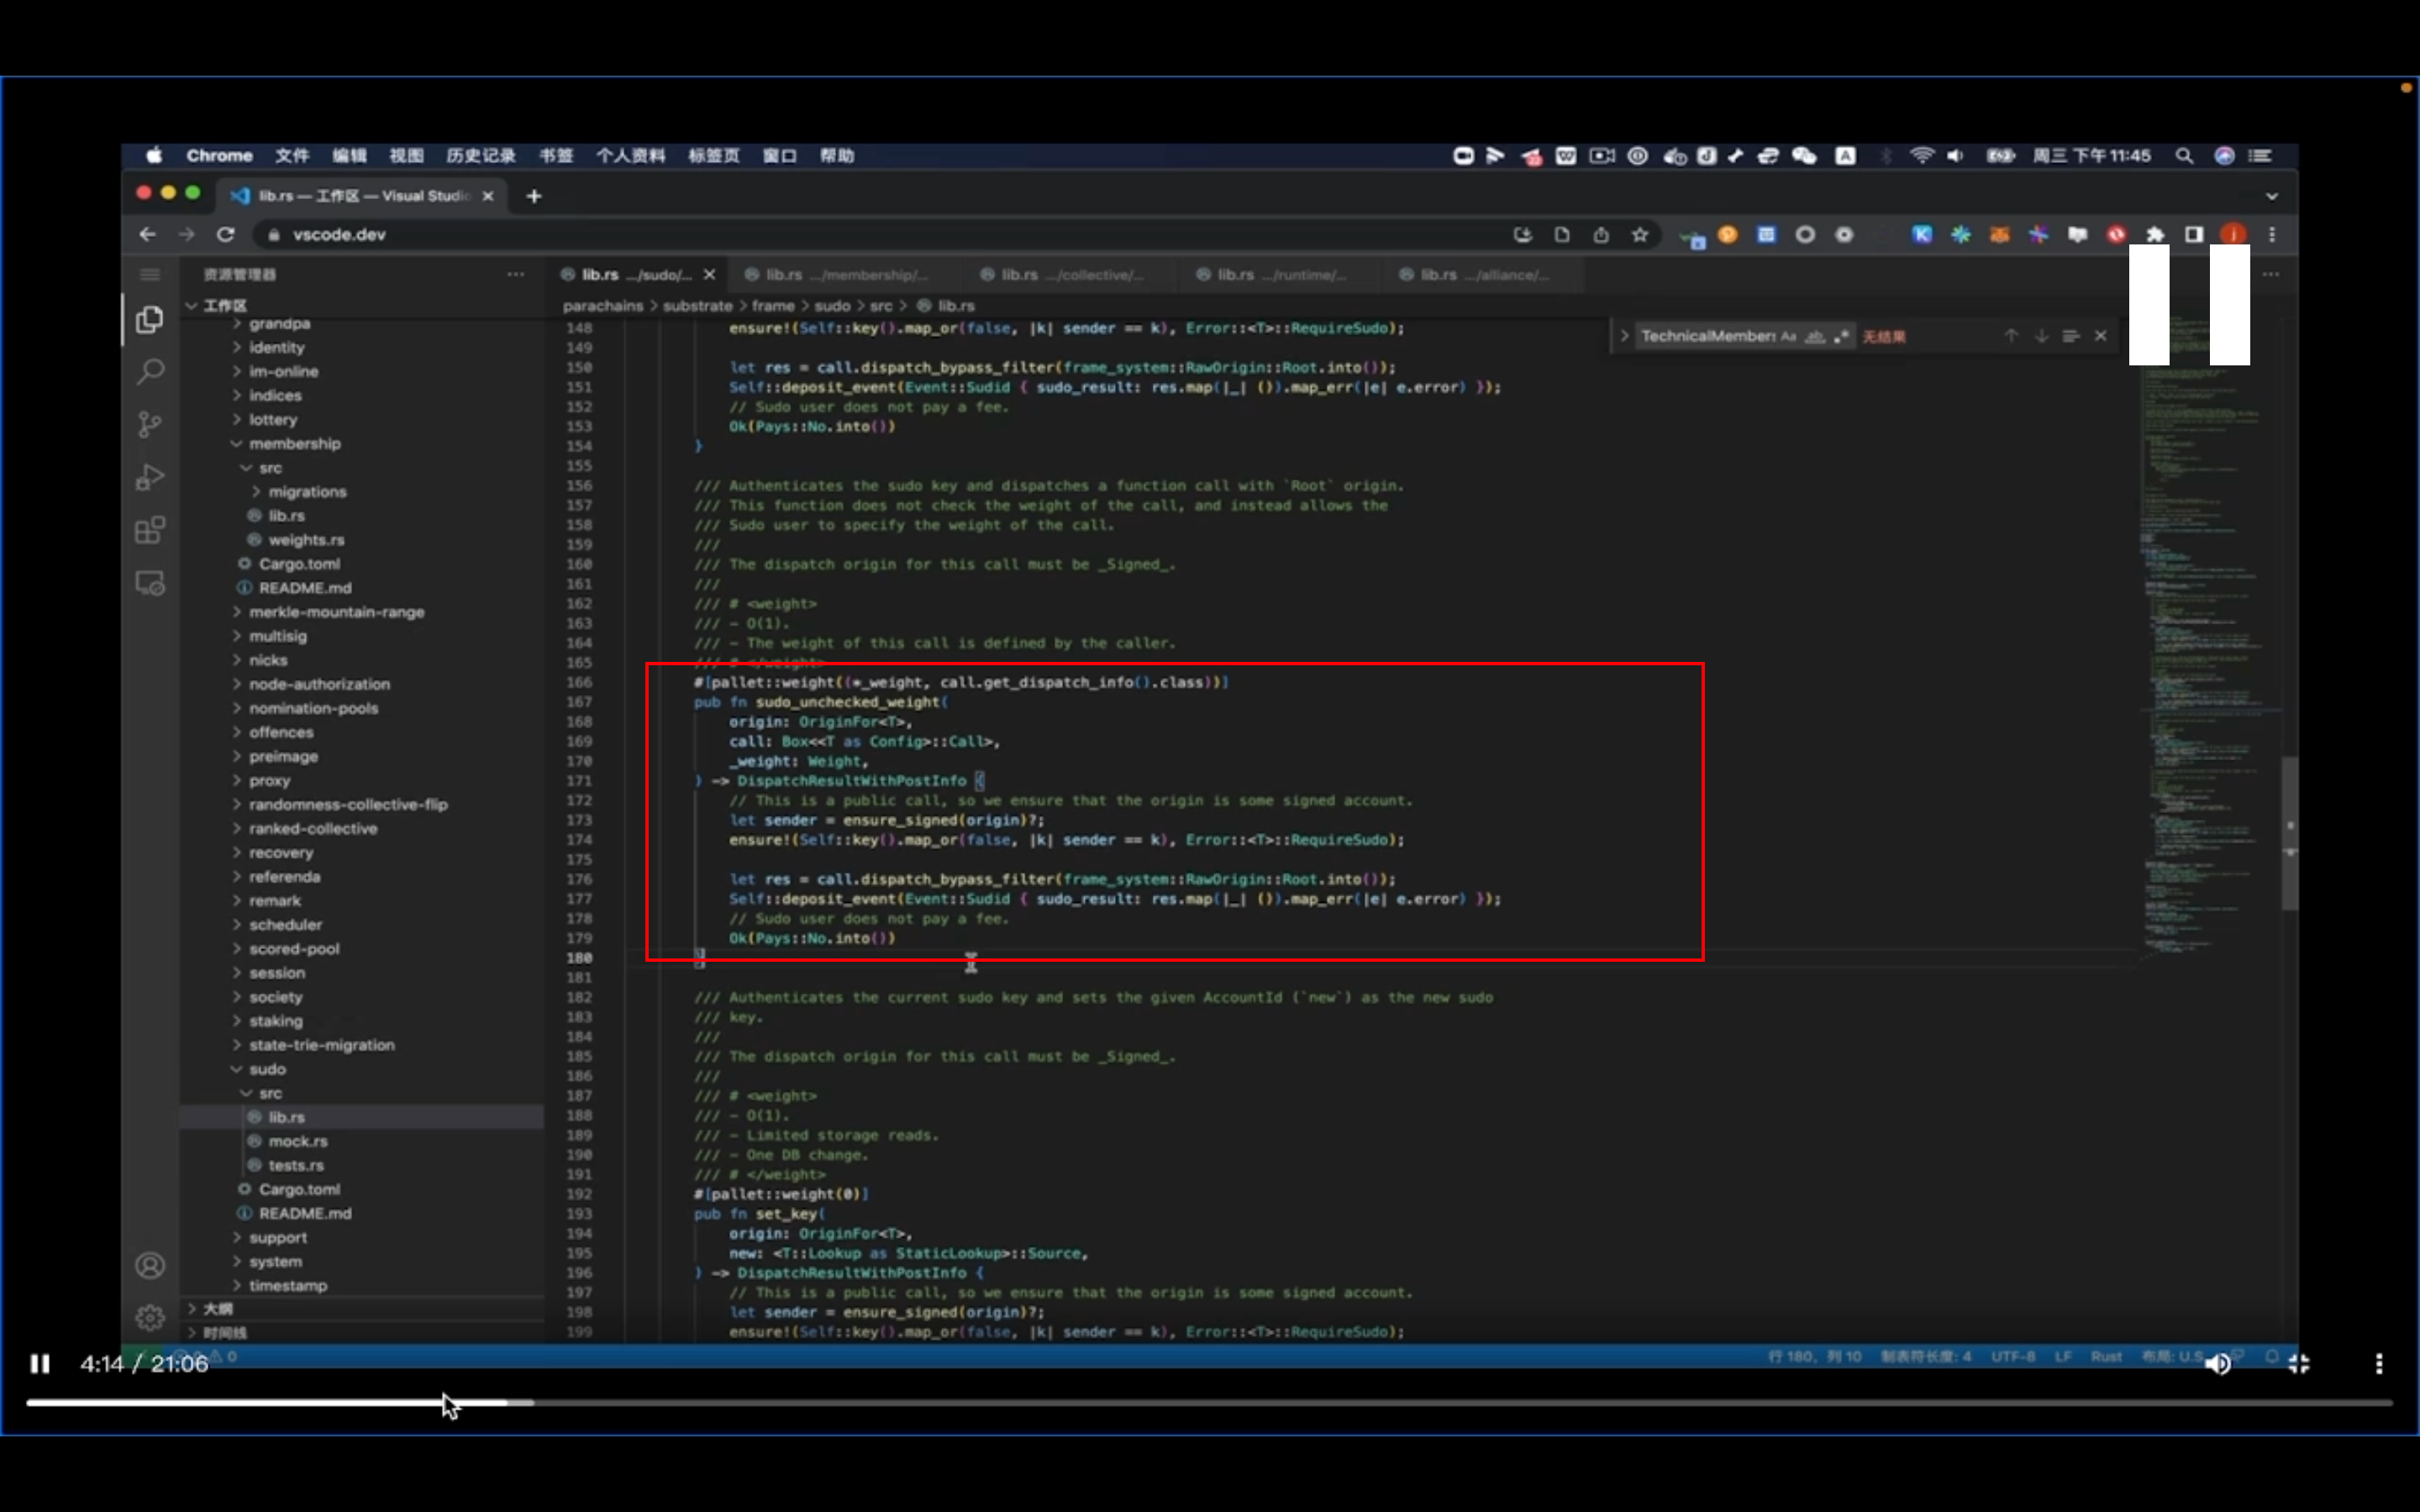 Chrome 文件 编辑 视图 历史记录 书签 个人资料 标签页 窗口 帮助 周三 下午 11:45
lib.rs — 工作区 — Visual Studio
vscode.dev
资源管理器
工作区
grandpa
identity
im-online
indices
lottery
membership
src
migrations
lib.rs
weights.rs
Cargo.toml
README.md
merkle-mountain-range
multisig
nicks
node-authorization
nomination-pools
offences
preimage
proxy
randomness-collective-flip
ranked-collective
recovery
referenda
remark
scheduler
scored-pool
session
society
staking
state-trie-migration
sudo
src
lib.rs
mock.rs
tests.rs
Cargo.toml
README.md
support
system
timestamp
大纲
时间线
lib.rs .../sudo/... lib.rs .../membership/... lib.rs .../collective/... lib.rs .../runtime/... lib.rs .../alliance/...
parachains > substrate > frame > sudo > src > lib.rs
TechnicalMembers Aa ab 无结果
148 ensure!(Self::key().map_or(false, |k| sender == k), Error::<T>::RequireSudo);
149
150 let res = call.dispatch_bypass_filter(frame_system::RawOrigin::Root.into());
151 Self::deposit_event(Event::Sudid { sudo_result: res.map(|_| ()).map_err(|e| e.error) });
152 // Sudo user does not pay a fee.
153 Ok(Pays::No.into())
154 }
155
156 /// Authenticates the sudo key and dispatches a function call with `Root` origin.
157 /// This function does not check the weight of the call, and instead allows the
158 /// Sudo user to specify the weight of the call.
159 ///
160 /// The dispatch origin for this call must be _Signed_.
161 ///
162 /// # <weight>
163 /// - O(1).
164 /// - The weight of this call is defined by the caller.
165 /// # </weight>
166 #[pallet::weight((*_weight, call.get_dispatch_info().class))]
167 pub fn sudo_unchecked_weight(
168 origin: OriginFor<T>,
169 call: Box<<T as Config>::Call>,
170 _weight: Weight,
171 ) -> DispatchResultWithPostInfo {
172 // This is a public call, so we ensure that the origin is some signed account.
173 let sender = ensure_signed(origin)?;
174 ensure!(Self::key().map_or(false, |k| sender == k), Error::<T>::RequireSudo);
175
176 let res = call.dispatch_bypass_filter(frame_system::RawOrigin::Root.into());
177 Self::deposit_event(Event::Sudid { sudo_result: res.map(|_| ()).map_err(|e| e.error) });
178 // Sudo user does not pay a fee.
179 Ok(Pays::No.into())
180 }
181
182 /// Authenticates the current sudo key and sets the given AccountId (`new`) as the new sudo
183 /// key.
184 ///
185 /// The dispatch origin for this call must be _Signed_.
186 ///
187 /// # <weight>
188 /// - O(1).
189 /// - Limited storage reads.
190 /// - One DB change.
191 /// # </weight>
192 #[pallet::weight(0)]
193 pub fn set_key(
194 origin: OriginFor<T>,
195 new: <T::Lookup as StaticLookup>::Source,
196 ) -> DispatchResultWithPostInfo {
197 // This is a public call, so we ensure that the origin is some signed account.
198 let sender = ensure_signed(origin)?;
199 ensure!(Self::key().map_or(false, |k| sender == k), Error::<T>::RequireSudo);
行 180，列 10 制表符长度: 4 UTF-8 LF Rust 布局: U.S.
4:14 / 21:06